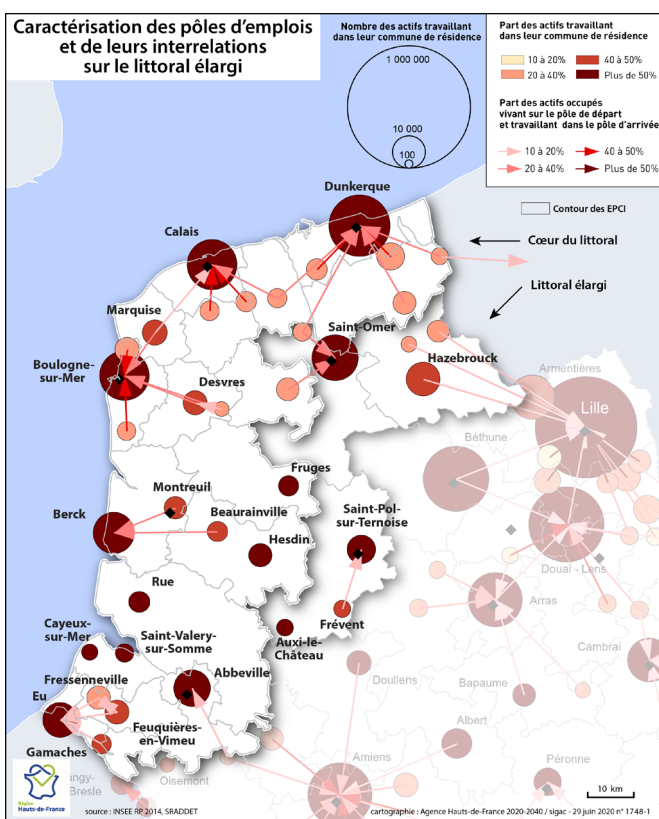 Caractérisation des pôles d'emplois
et de leurs interrelations
sur le littoral élargi
Nombre des actifs travaillant
dans leur commune de résidence
1 000 000
10 000
100
Part des actifs travaillant
dans leur commune de résidence
10 à 20%
40 à 50%
20 à 40%
Plus de 50%
Part des actifs occupés
vivant sur le pôle de départ
et travaillant dans le pôle d'arrivée
10 à 20%
40 à 50%
20 à 40%
Plus de 50%
Contour des EPCI
Cœur du littoral
Littoral élargi
Dunkerque
Calais
Marquise
Saint-Omer
Boulogne-
sur-Mer
Desvres
Hazebrouck
Armentières
Lille
Béthune
Fruges
Montreuil
Berck
Beaurainville
Saint-Pol-
sur-Ternoise
Hesdin
Douai - Lens
Rue
Frévent
Arras
Cayeux-
sur-Mer
Saint-Valery-
sur-Somme
Auxi-le-
Château
Cambrai
Fressenneville
Abbeville
Doullens
Bapaume
Eu
Feuquières-
en-Vimeu
Albert
Gamaches
Amiens
Péronne
Oisemont
Bresle
Région
Hauts-de-France
10 km
source : INSEE RP 2014, SRADDET
cartographie : Agence Hauts-de-France 2020-2040 / sigac - 29 juin 2020 n° 1748-1